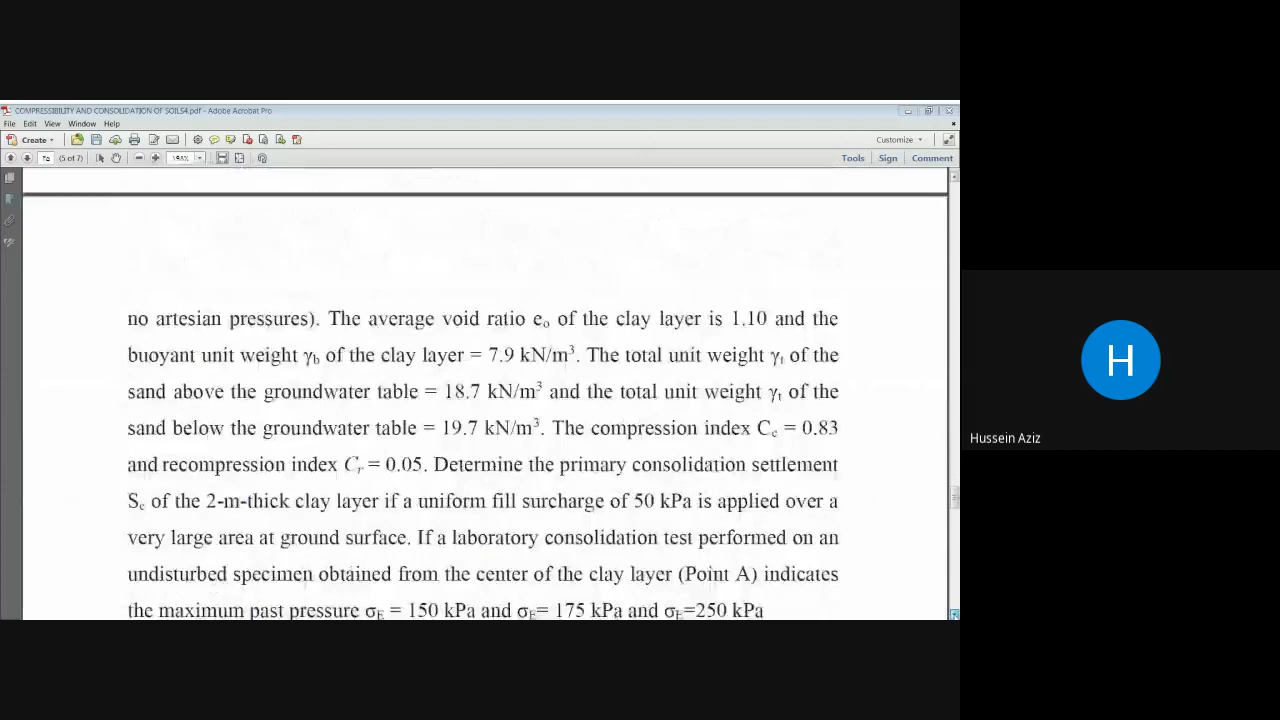 COMPRESSIBILITY AND CONSOLIDATION OF SOILS4.pdf - Adobe Acrobat Pro
File Edit View Window Help
Create Customize
٢٥ (5 of 7) ١٩٨% Tools Sign Comment
no artesian pressures). The average void ratio eₒ of the clay layer is 1.10 and the
buoyant unit weight γb of the clay layer = 7.9 kN/m³. The total unit weight γt of the
sand above the groundwater table = 18.7 kN/m³ and the total unit weight γt of the
sand below the groundwater table = 19.7 kN/m³. The compression index Cc = 0.83
and recompression index Cr = 0.05. Determine the primary consolidation settlement
Sc of the 2-m-thick clay layer if a uniform fill surcharge of 50 kPa is applied over a
very large area at ground surface. If a laboratory consolidation test performed on an
undisturbed specimen obtained from the center of the clay layer (Point A) indicates
the maximum past pressure σE = 150 kPa and σE= 175 kPa and σE=250 kPa
H
Hussein Aziz